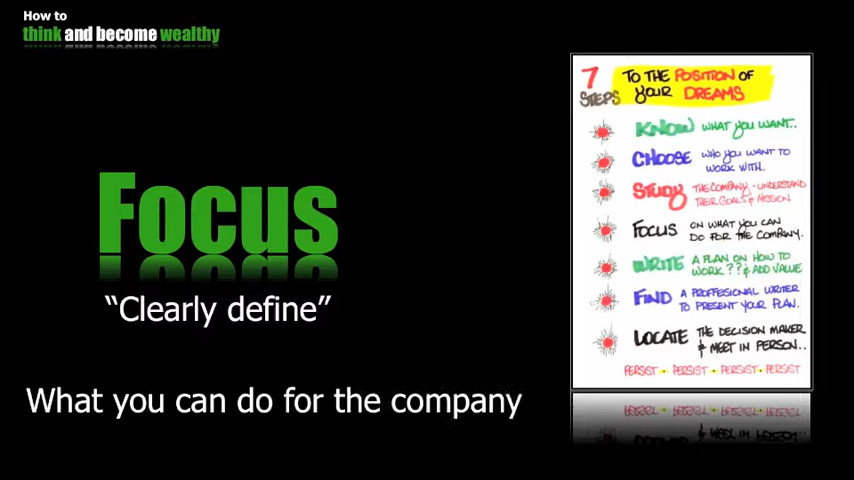 How to
think and become wealthy
Focus
“Clearly define”
What you can do for the company
7 STEPS TO THE POSITION OF
YOUR DREAMS
KNOW WHAT YOU WANT..
CHOOSE WHO YOU WANT TO
WORK WITH..
STUDY THE COMPANY - UNDERSTAND
THEIR GOALS & MISSION
FOCUS ON WHAT YOU CAN
DO FOR THE COMPANY.
WRITE A PLAN ON HOW TO
WORK ?? & ADD VALUE
FIND A PROFFESIONAL WRITER
TO PRESENT YOUR PLAN.
LOCATE THE DECISION MAKER
& MEET IN PERSON..
PERSIST • PERSIST • PERSIST • PERSIST